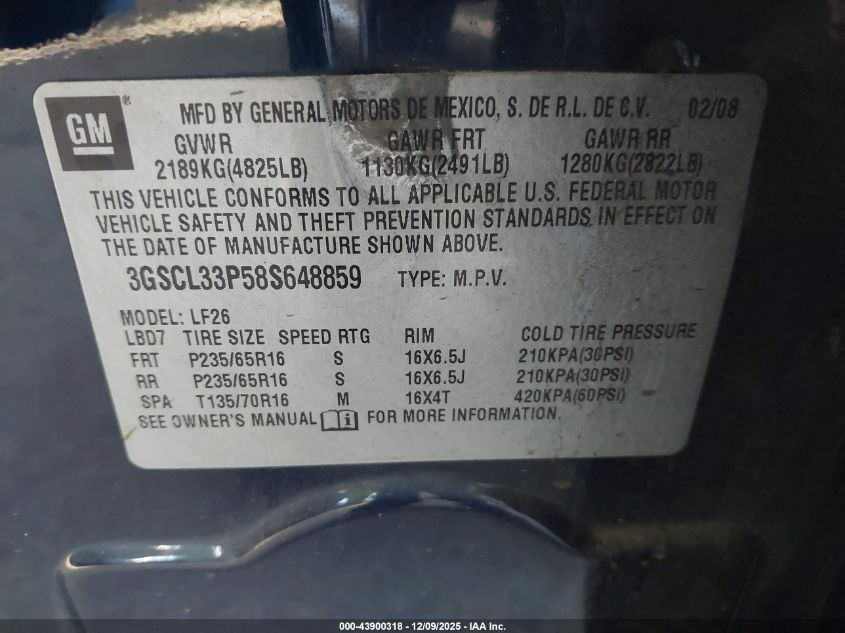 GM ® MFD BY GENERAL MOTORS DE MEXICO, S. DE R.L. DE C.V. 02/08
GVWR GAWR FRT GAWR RR
2189KG(4825LB) 1130KG(2491LB) 1280KG(2822LB)
THIS VEHICLE CONFORMS TO ALL APPLICABLE U.S. FEDERAL MOTOR
VEHICLE SAFETY AND THEFT PREVENTION STANDARDS IN EFFECT ON
THE DATE OF MANUFACTURE SHOWN ABOVE.
3GSCL33P58S648859 TYPE: M.P.V.
MODEL: LF26
LBD7 TIRE SIZE SPEED RTG RIM COLD TIRE PRESSURE
FRT P235/65R16 S 16X6.5J 210KPA(30PSI)
RR P235/65R16 S 16X6.5J 210KPA(30PSI)
SPA T135/70R16 M 16X4T 420KPA(60PSI)
SEE OWNER'S MANUAL i FOR MORE INFORMATION.
000-43900318 - 12/09/2025 - IAA Inc.